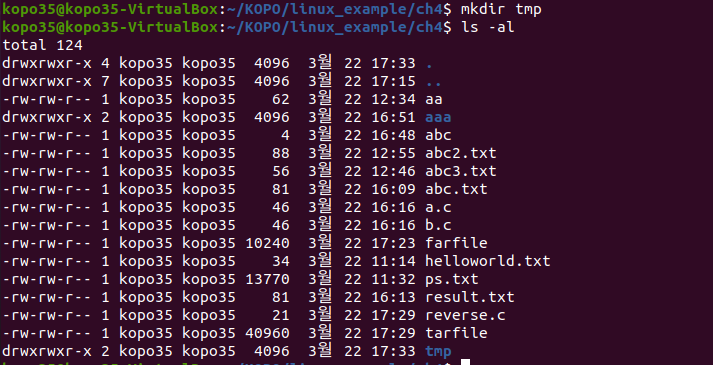 kopo35@kopo35-VirtualBox:~/KOPO/linux_example/ch4$ mkdir tmp
kopo35@kopo35-VirtualBox:~/KOPO/linux_example/ch4$ ls -al
total 124
drwxrwxr-x 4 kopo35 kopo35  4096  3월 22 17:33 .
drwxrwxr-x 7 kopo35 kopo35  4096  3월 22 17:15 ..
-rw-rw-r-- 1 kopo35 kopo35    62  3월 22 12:34 aa
drwxrwxr-x 2 kopo35 kopo35  4096  3월 22 16:51 aaa
-rw-rw-r-- 1 kopo35 kopo35     4  3월 22 16:48 abc
-rw-rw-r-- 1 kopo35 kopo35    88  3월 22 12:55 abc2.txt
-rw-rw-r-- 1 kopo35 kopo35    56  3월 22 12:46 abc3.txt
-rw-rw-r-- 1 kopo35 kopo35    81  3월 22 16:09 abc.txt
-rw-rw-r-- 1 kopo35 kopo35    46  3월 22 16:16 a.c
-rw-rw-r-- 1 kopo35 kopo35    46  3월 22 16:16 b.c
-rw-rw-r-- 1 kopo35 kopo35 10240  3월 22 17:23 farfile
-rw-rw-r-- 1 kopo35 kopo35    34  3월 22 11:14 helloworld.txt
-rw-rw-r-- 1 kopo35 kopo35 13770  3월 22 11:32 ps.txt
-rw-rw-r-- 1 kopo35 kopo35    81  3월 22 16:13 result.txt
-rw-rw-r-- 1 kopo35 kopo35    21  3월 22 17:29 reverse.c
-rw-rw-r-- 1 kopo35 kopo35 40960  3월 22 17:29 tarfile
drwxrwxr-x 2 kopo35 kopo35  4096  3월 22 17:33 tmp